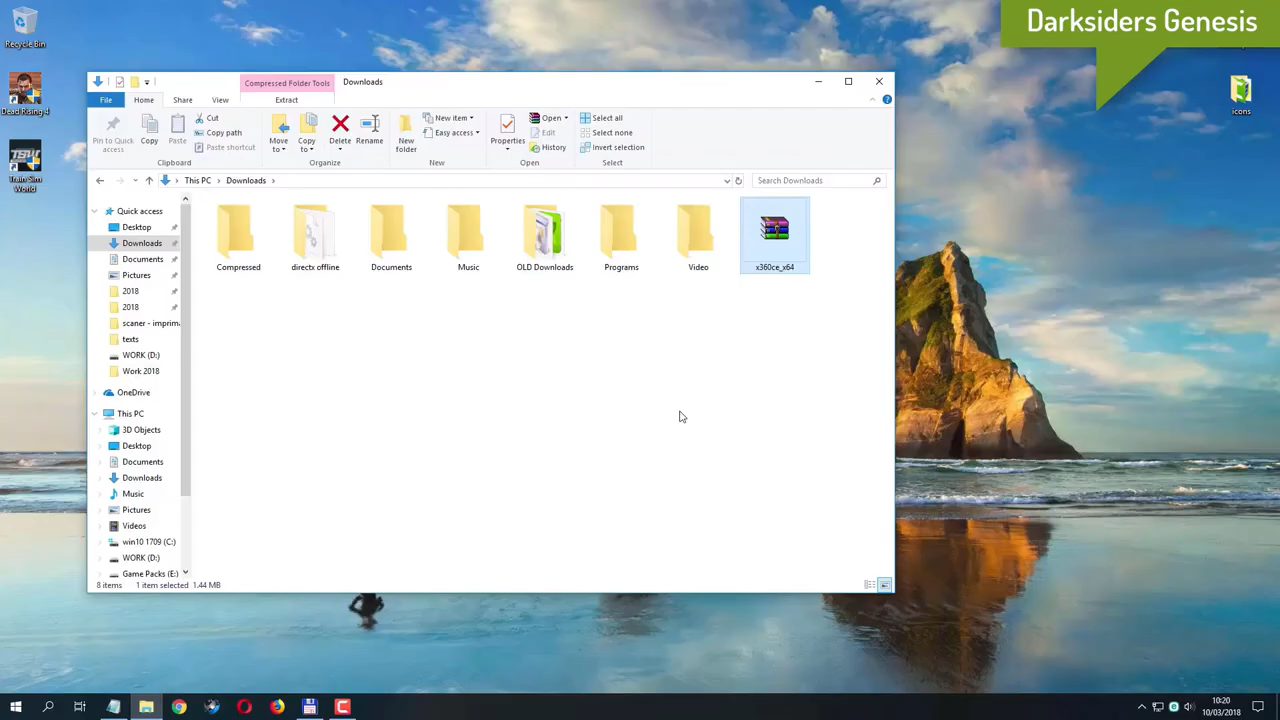 Darksiders Genesis
Recycle Bin
Dead Rising 4
Train Sim
World
icons
Compressed Folder Tools
Downloads
File
Home
Share
View
Extract
Pin to Quick
access
Copy
Paste
Cut
Copy path
Paste shortcut
Clipboard
Move
to
Copy
to
Delete
Rename
Organize
New
folder
New item
Easy access
New
Properties
Open
Edit
History
Open
Select all
Select none
Invert selection
Select
This PC > Downloads >
Search Downloads
Quick access
Desktop
Downloads
Documents
Pictures
2018
2018
scaner - imprim
texts
WORK (D:)
Work 2018
OneDrive
This PC
3D Objects
Desktop
Documents
Downloads
Music
Pictures
Videos
win10 1709 (C:)
WORK (D:)
Game Packs (E:)
Compressed
directx offline
Documents
Music
OLD Downloads
Programs
Video
x360ce_x64
8 items 1 item selected 1.44 MB
10:20
10/03/2018